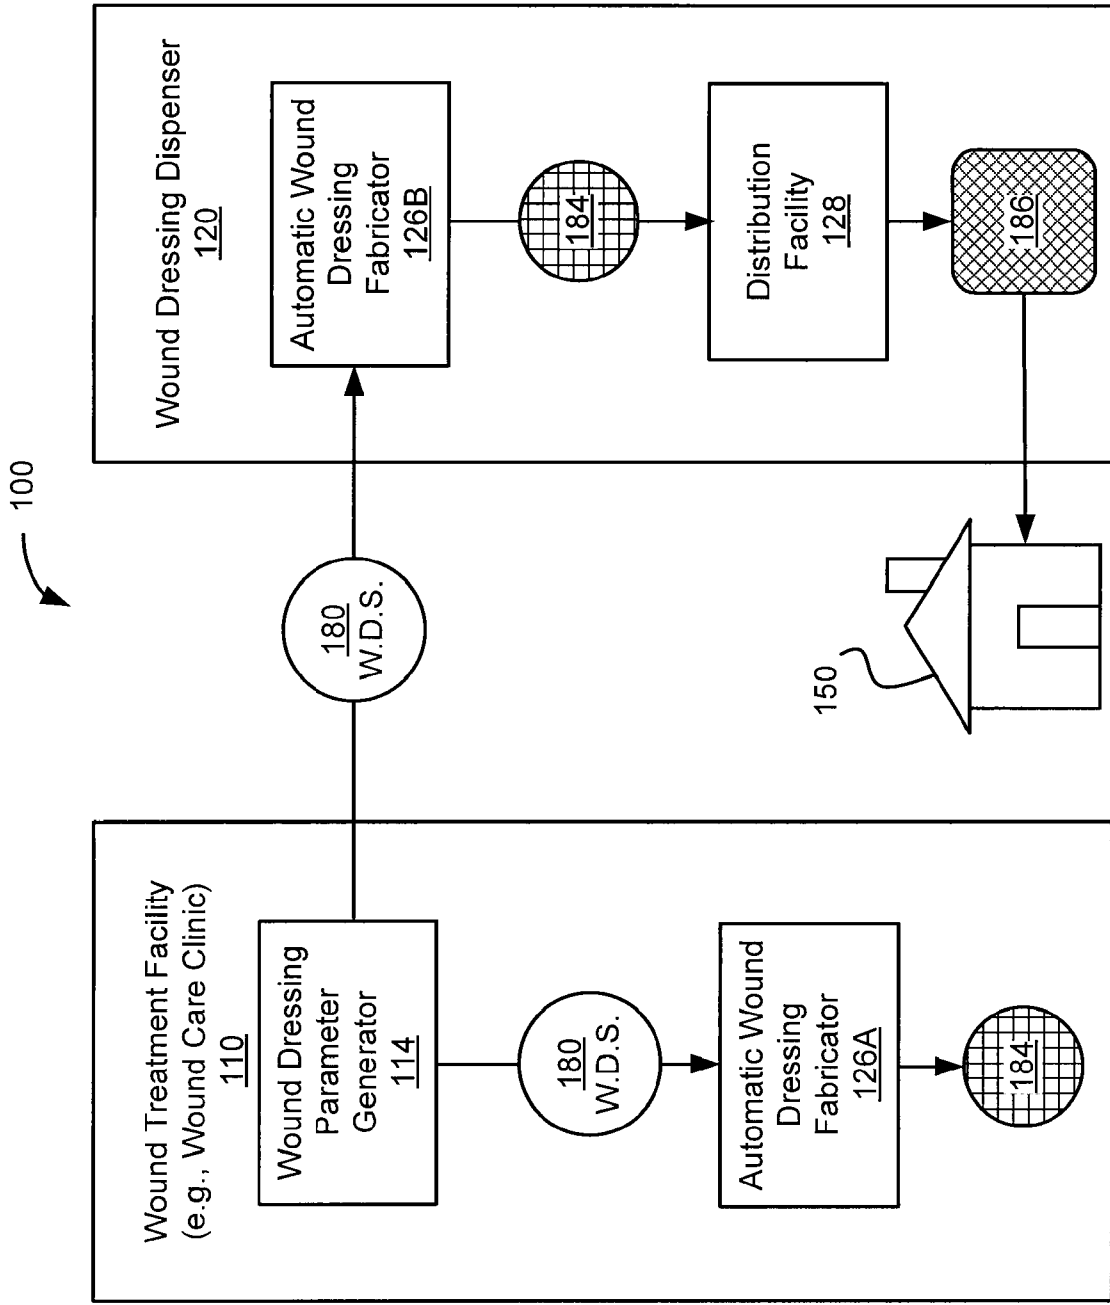 100
Wound Treatment Facility
(e.g., Wound Care Clinic)
110
Wound Dressing
Parameter
Generator
114
180
W.D.S.
Automatic Wound
Dressing
Fabricator
126A
184
180
W.D.S.
Wound Dressing Dispenser
120
Automatic Wound
Dressing
Fabricator
126B
184
Distribution
Facility
128
186
150